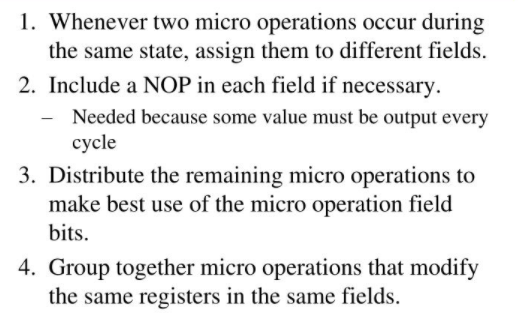 1. Whenever two micro operations occur during
the same state, assign them to different fields.
2. Include a NOP in each field if necessary.
– Needed because some value must be output every
cycle
3. Distribute the remaining micro operations to
make best use of the micro operation field
bits.
4. Group together micro operations that modify
the same registers in the same fields.